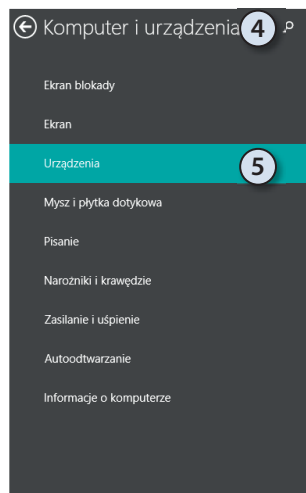 Komputer i urządzenia 4
Ekran blokady
Ekran
Urządzenia 5
Mysz i płytka dotykowa
Pisanie
Narożniki i krawędzie
Zasilanie i uśpienie
Autoodtwarzanie
Informacje o komputerze